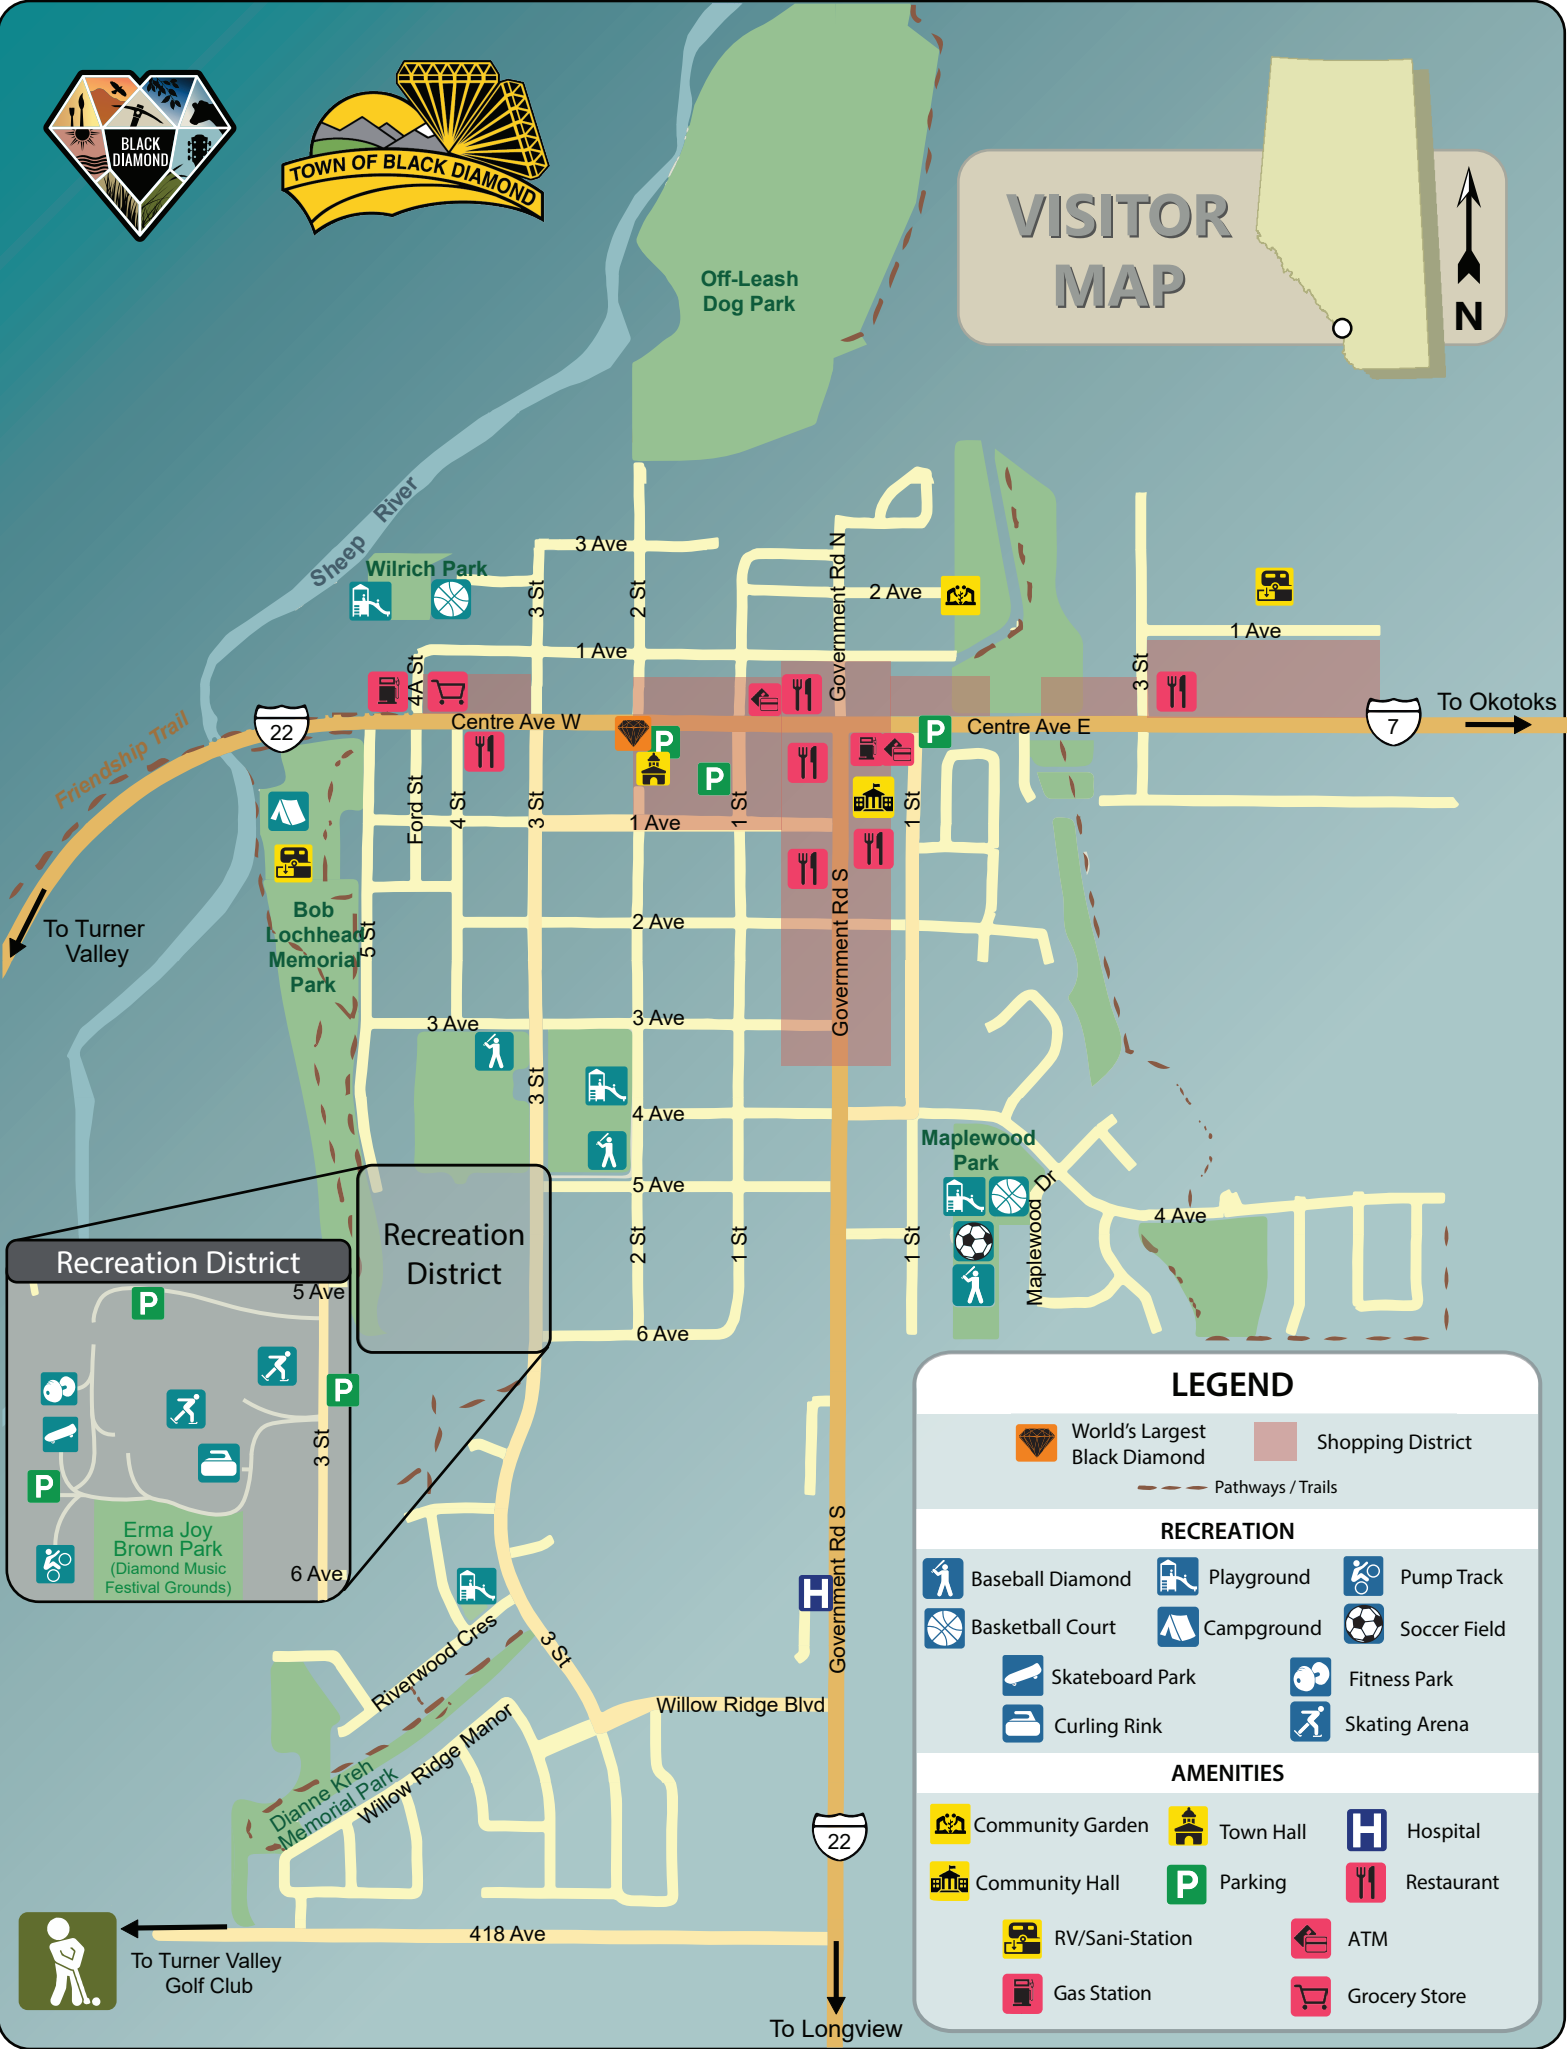 BLACK
DIAMOND
TOWN OF BLACK DIAMOND
VISITOR
MAP
N
Off-Leash
Dog Park
Sheep River
Wilrich Park
3 Ave
3 St
2 St
Government Rd N
2 Ave
1 Ave
1 Ave
4A St
3 St
Friendship Trail
22
Centre Ave W
P
P
P
Centre Ave E
7
To Okotoks
Ford St
4 St
3 St
1 Ave
1 St
1 St
To Turner
Valley
Bob
Lochhead
Memorial
Park
5 St
2 Ave
Government Rd S
3 Ave
3 Ave
3 St
4 Ave
Maplewood
Park
Maplewood Dr
4 Ave
5 Ave
2 St
1 St
1 St
6 Ave
Recreation
District
Recreation District
5 Ave
P
P
3 St
P
Erma Joy
Brown Park
(Diamond Music
Festival Grounds)
6 Ave
H
Government Rd S
Riverwood Cres
3 St
Willow Ridge Blvd
Willow Ridge Manor
Dianne Kreh
Memorial Park
22
418 Ave
To Turner Valley
Golf Club
To Longview
LEGEND
World's Largest
Black Diamond
Shopping District
Pathways / Trails
RECREATION
Baseball Diamond
Playground
Pump Track
Basketball Court
Campground
Soccer Field
Skateboard Park
Fitness Park
Curling Rink
Skating Arena
AMENITIES
Community Garden
Town Hall
H Hospital
Community Hall
P Parking
Restaurant
RV/Sani-Station
ATM
Gas Station
Grocery Store